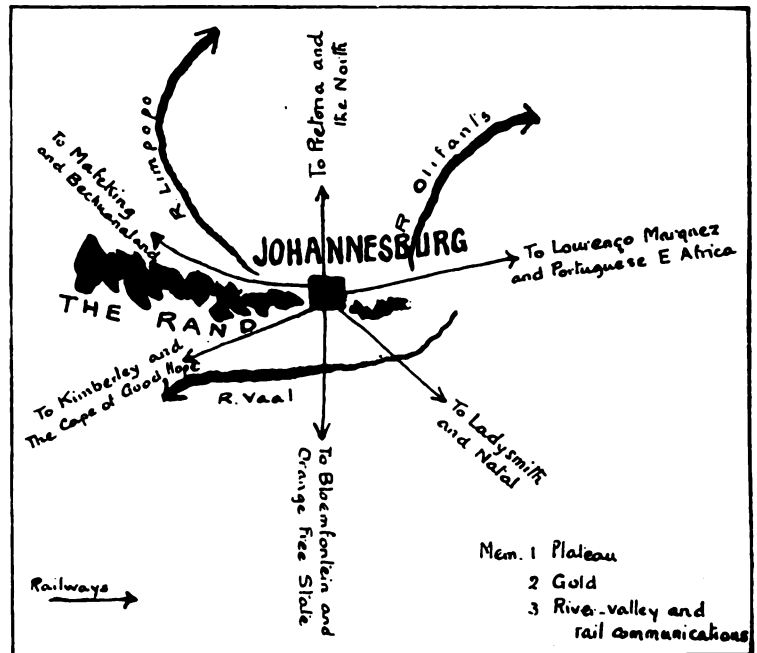 To Pretoria and
the North
R. Limpopo
R Olifants
To Mafeking
and Bechuanaland
JOHANNESBURG
To Lourenço Marquez
and Portuguese E Africa
THE RAND
To Kimberley and
The Cape of Good Hope
R. Vaal
To Ladysmith
and Natal
To Bloemfontein and
Orange Free State
Mem. 1 Plateau
2 Gold
3 River-valley and
rail communications
Railways